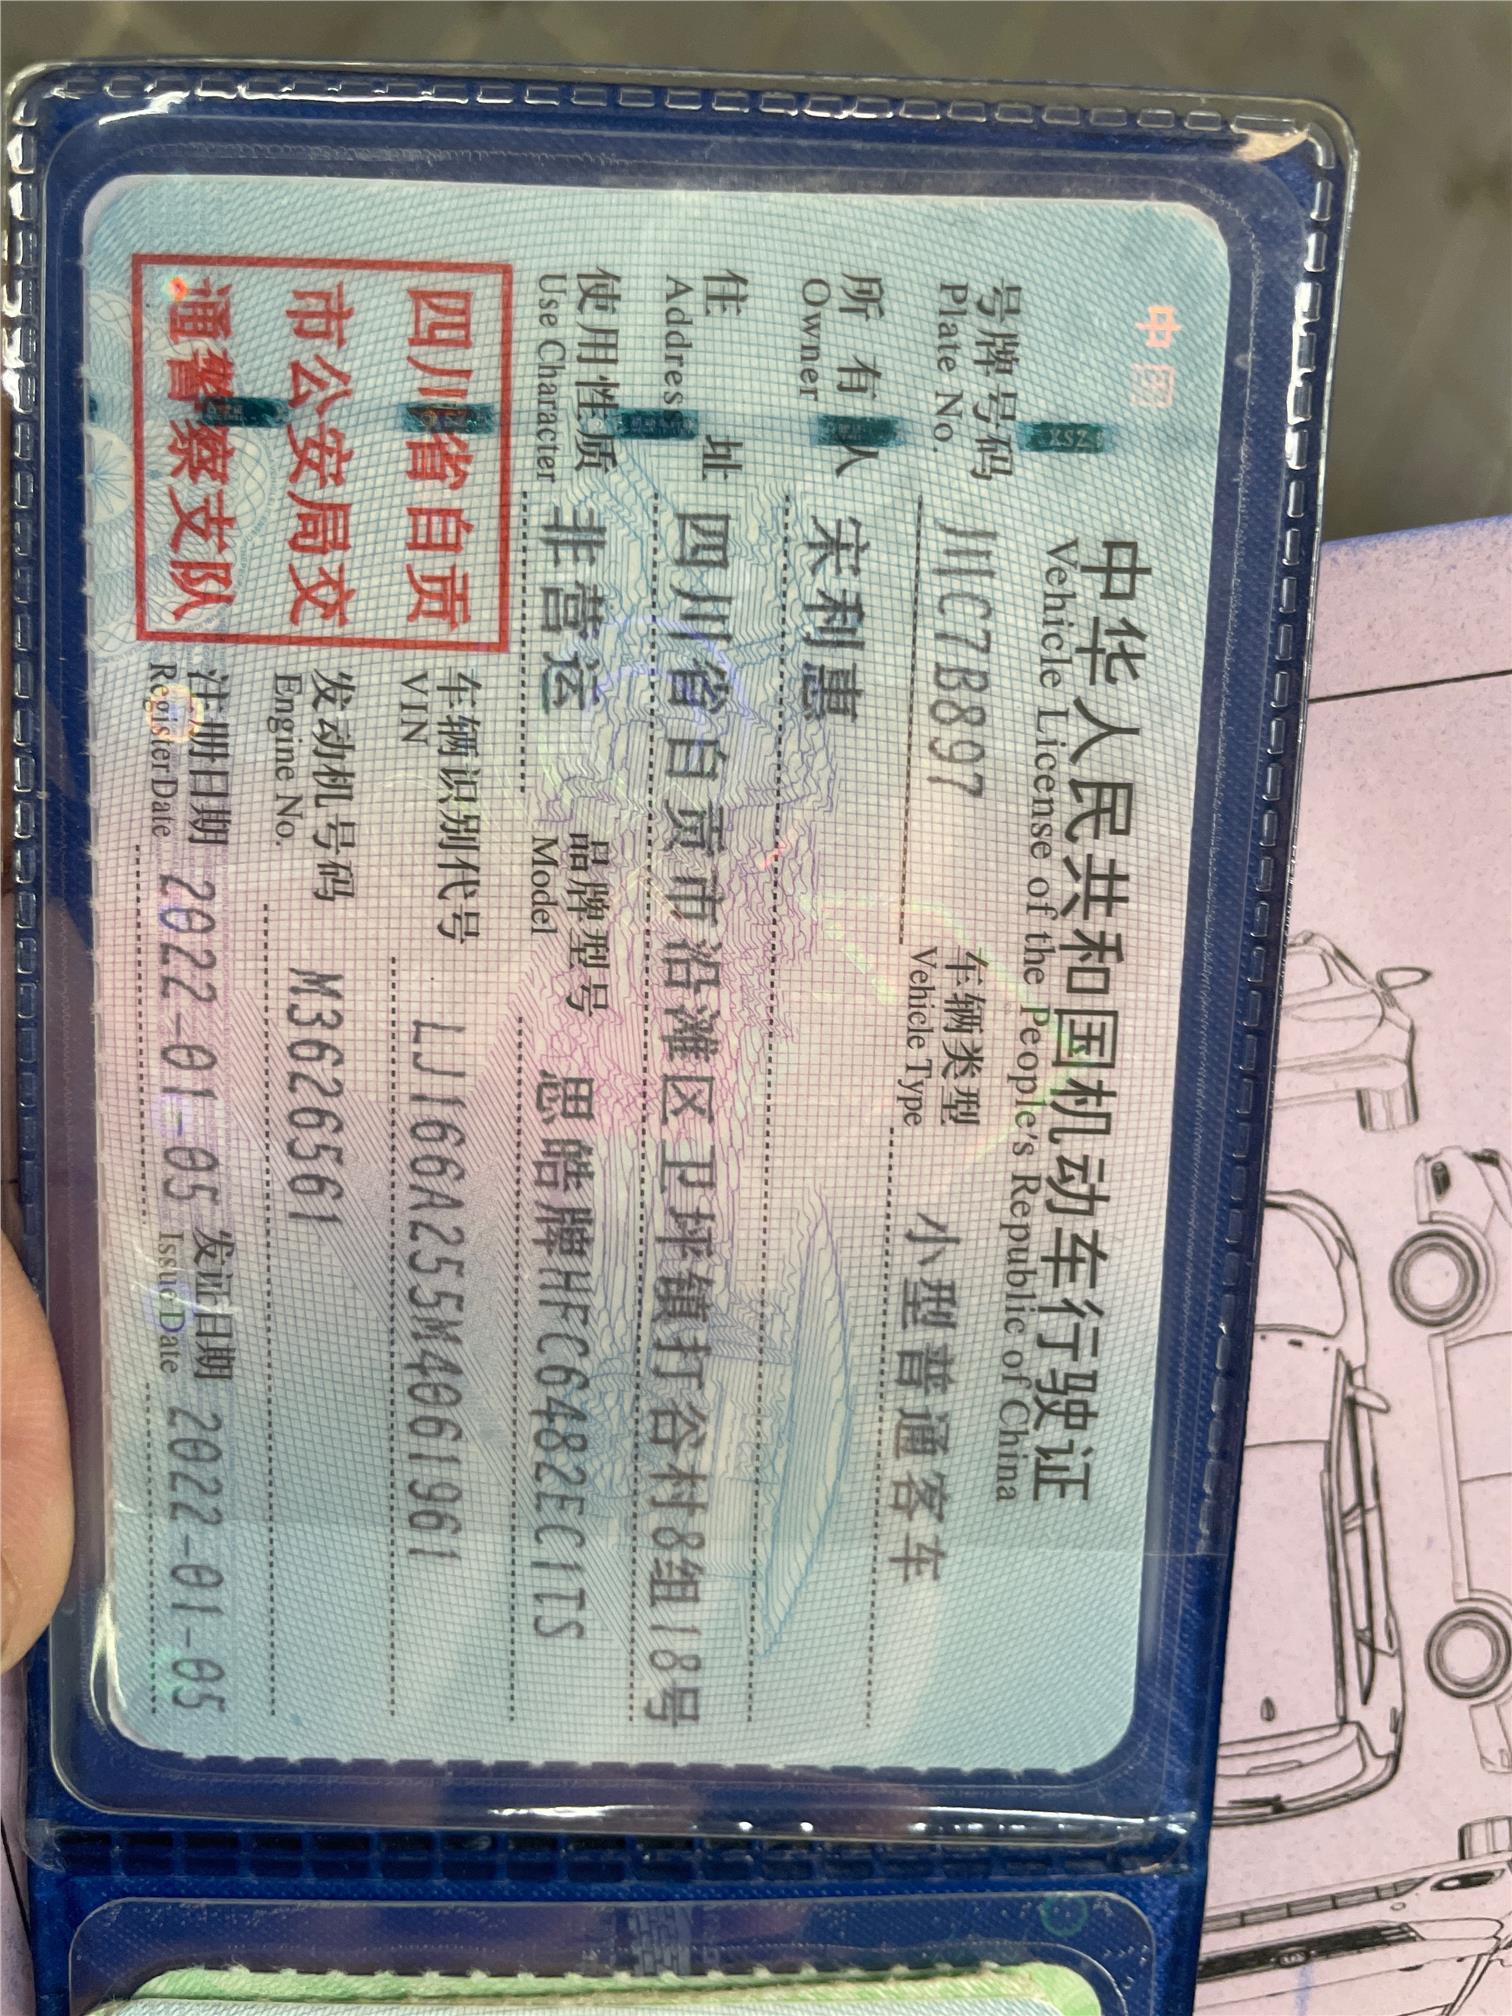 中国
XSZ
中华人民共和国机动车行驶证
Vehicle License of the People's Republic of China
号牌号码 川C7B897 车辆类型 小型普通客车
Plate No. Vehicle Type
所有人 宋利惠
Owner
住址 四川省自贡市沿滩区卫坪镇打谷村8组18号
Address
使用性质 非营运 品牌型号 思皓牌HFC6482EC1TS
Use Character Model
四川省自贡
市公安局交
通警察支队
车辆识别代号 LJ166A255M4061961
VIN
发动机号码 M3626561
Engine No.
注册日期 2022-01-05 发证日期 2022-01-05
RegisterDate IssueDate